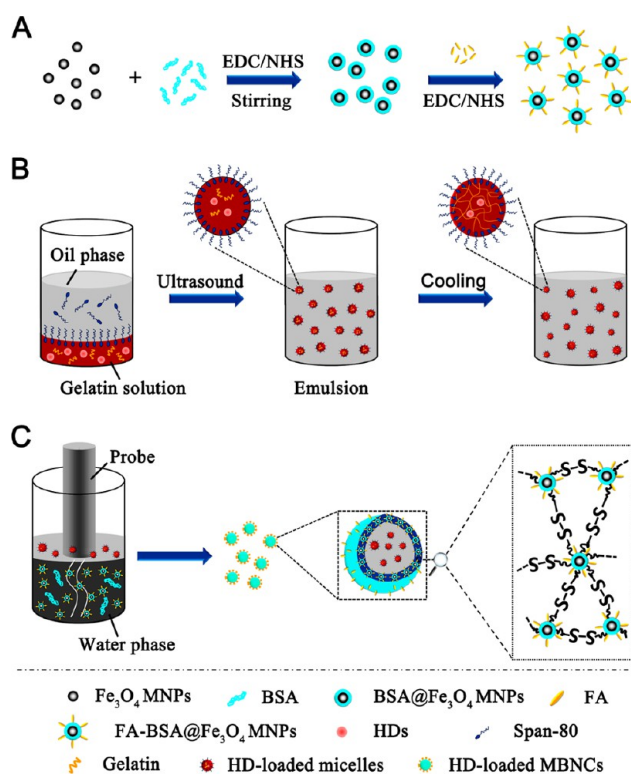 A
+
EDC/NHS
Stirring
EDC/NHS
B
Oil phase
Ultrasound
Cooling
Gelatin solution
Emulsion
C
Probe
Water phase
S-S
S-S
S-S
S-S
S-S
S-S
S-S
S-S
Fe₃O₄ MNPs BSA BSA@Fe₃O₄ MNPs FA
FA-BSA@Fe₃O₄ MNPs HDs Span-80
Gelatin HD-loaded micelles HD-loaded MBNCs